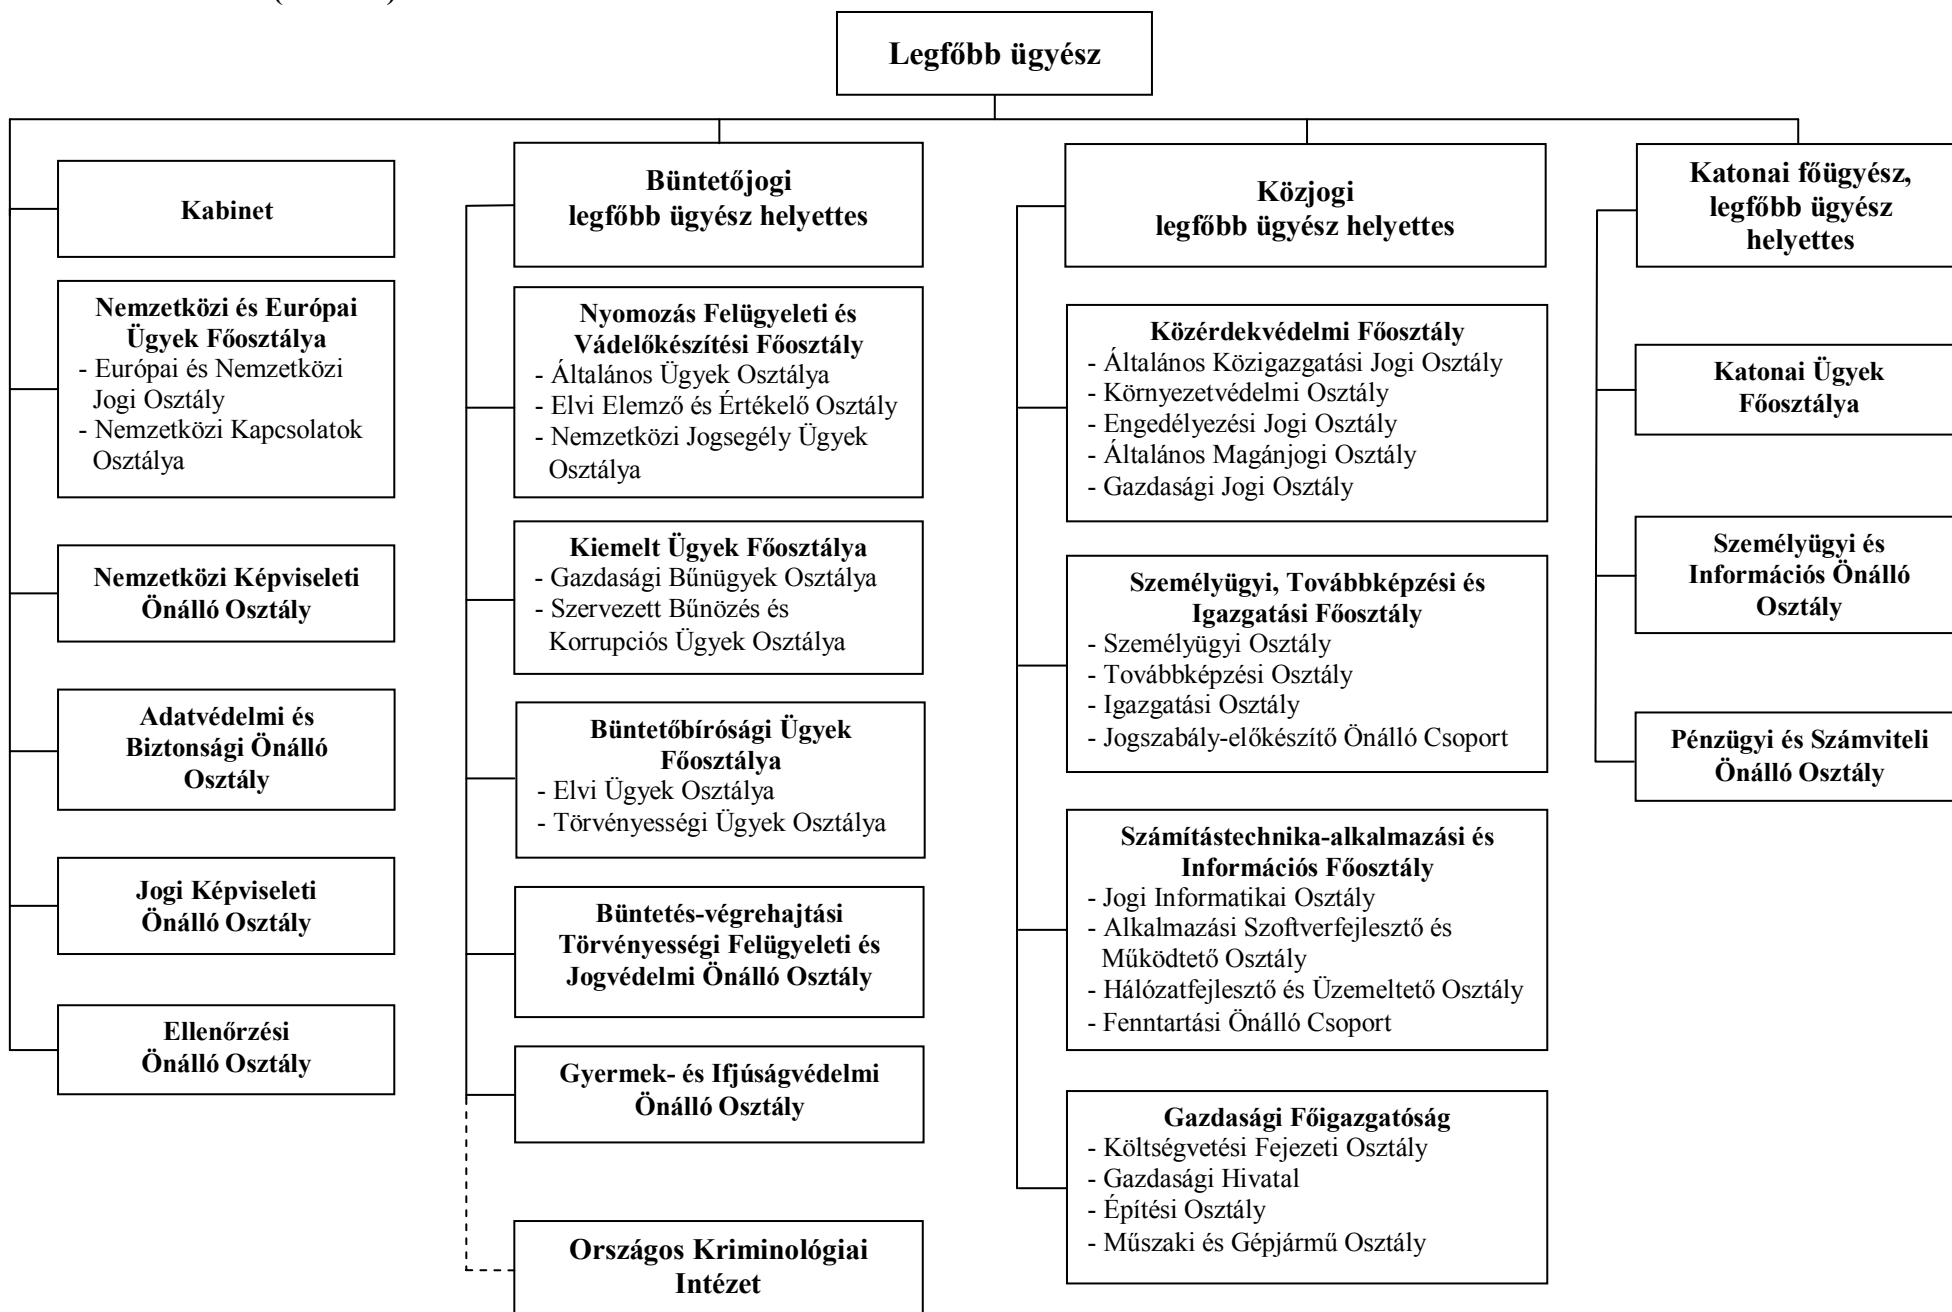 Legfőbb ügyész
Kabinet
Nemzetközi és Európai
Ügyek Főosztálya
- Európai és Nemzetközi
Jogi Osztály
- Nemzetközi Kapcsolatok
Osztálya
Nemzetközi Képviseleti
Önálló Osztály
Adatvédelmi és
Biztonsági Önálló
Osztály
Jogi Képviseleti
Önálló Osztály
Ellenőrzési
Önálló Osztály
Büntetőjogi
legfőbb ügyész helyettes
Nyomozás Felügyeleti és
Vádelőkészítési Főosztály
- Általános Ügyek Osztálya
- Elvi Elemző és Értékelő Osztály
- Nemzetközi Jogsegély Ügyek
Osztálya
Kiemelt Ügyek Főosztálya
- Gazdasági Bűnügyek Osztálya
- Szervezett Bűnözés és
Korrupciós Ügyek Osztálya
Büntetőbírósági Ügyek
Főosztálya
- Elvi Ügyek Osztálya
- Törvényességi Ügyek Osztálya
Büntetés-végrehajtási
Törvényességi Felügyeleti és
Jogvédelmi Önálló Osztály
Gyermek- és Ifjúságvédelmi
Önálló Osztály
Országos Kriminológiai
Intézet
Közjogi
legfőbb ügyész helyettes
Közérdekvédelmi Főosztály
- Általános Közigazgatási Jogi Osztály
- Környezetvédelmi Osztály
- Engedélyezési Jogi Osztály
- Általános Magánjogi Osztály
- Gazdasági Jogi Osztály
Személyügyi, Továbbképzési és
Igazgatási Főosztály
- Személyügyi Osztály
- Továbbképzési Osztály
- Igazgatási Osztály
- Jogszabály-előkészítő Önálló Csoport
Számítástechnika-alkalmazási és
Információs Főosztály
- Jogi Informatikai Osztály
- Alkalmazási Szoftverfejlesztő és
Működtető Osztály
- Hálózatfejlesztő és Üzemeltető Osztály
- Fenntartási Önálló Csoport
Gazdasági Főigazgatóság
- Költségvetési Fejezeti Osztály
- Gazdasági Hivatal
- Építési Osztály
- Műszaki és Gépjármű Osztály
Katonai főügyész,
legfőbb ügyész
helyettes
Katonai Ügyek
Főosztálya
Személyügyi és
Információs Önálló
Osztály
Pénzügyi és Számviteli
Önálló Osztály